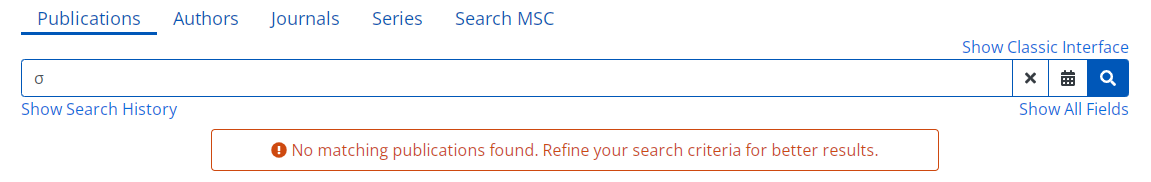 Publications Authors Journals Series Search MSC
Show Classic Interface
σ
Show Search History Show All Fields
No matching publications found. Refine your search criteria for better results.